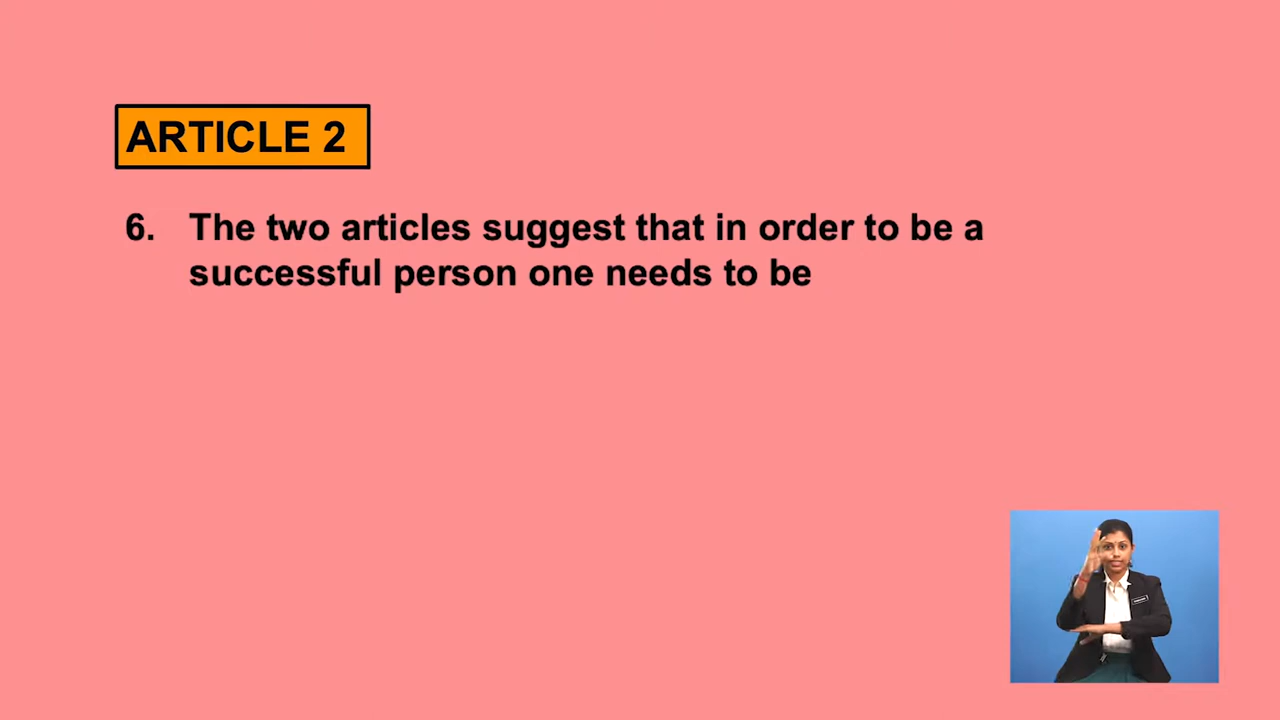 ARTICLE 2
6. The two articles suggest that in order to be a
successful person one needs to be